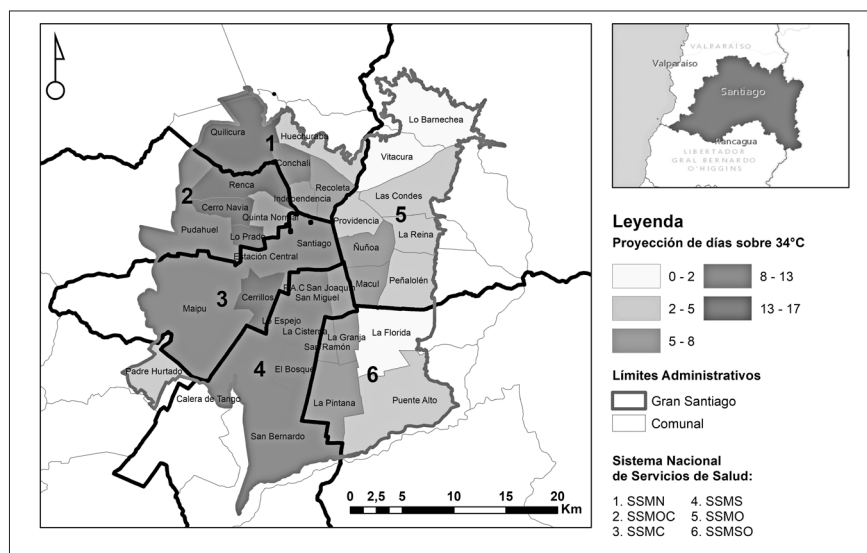 Quilicura
1
Huechuraba
Lo Barnechea
Conchali
Vitacura
Renca
2
Recoleta
Independencia
Las Condes
Cerro Navia
Quinta Normal
Providencia
5
Pudahuel
Lo Prado
Santiago
La Reina
Estación Central
Ñuñoa
Peñalolén
Macul
P.A.C San Joaquín
San Miguel
Maipu
3
Cerrillos
Lo Espejo
La Cisterna
La Granja
La Florida
San Ramón
Padre Hurtado
4
El Bosque
6
Calera de Tango
La Pintana
Puente Alto
San Bernardo
0 2,5 5 10 15 20
Km
VALPARAÍSO
Valparaíso
Santiago
Rancagua
LIBERTADOR
GRAL BERNARDO
O'HIGGINS
Leyenda
Proyección de días sobre 34°C
0 - 2 8 - 13
2 - 5 13 - 17
5 - 8
Límites Administrativos
Gran Santiago
Comunal
Sistema Nacional
de Servicios de Salud:
1. SSMN 4. SSMS
2. SSMOC 5. SSMO
3. SSMC 6. SSMSO